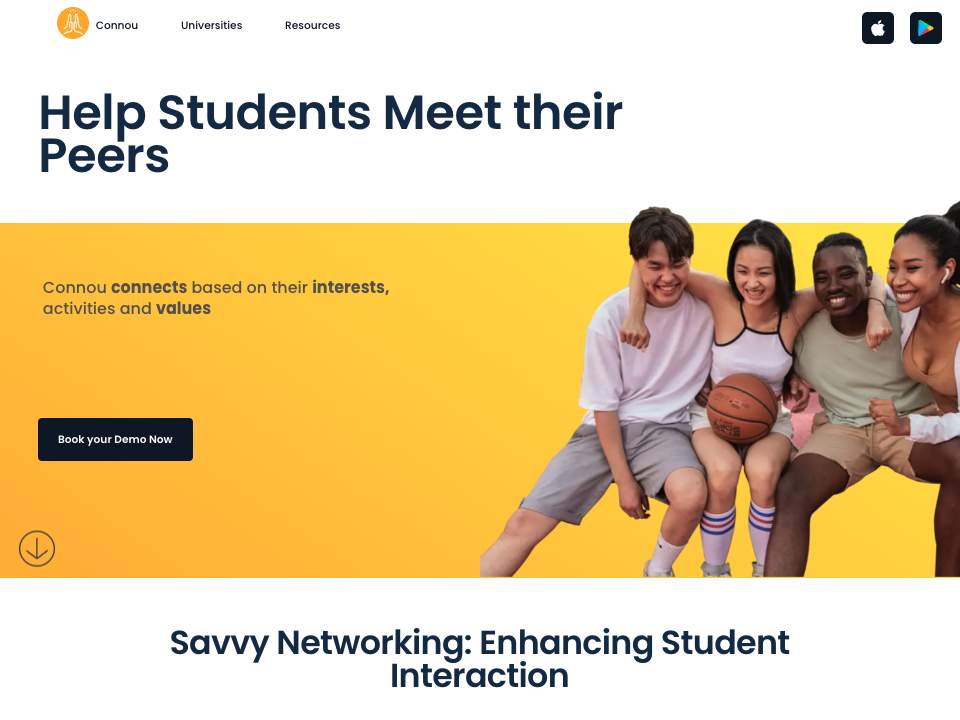 Connou
Universities
Resources
Help Students Meet their
Peers
Connou connects based on their interests,
activities and values
Book your Demo Now
Savvy Networking: Enhancing Student
Interaction